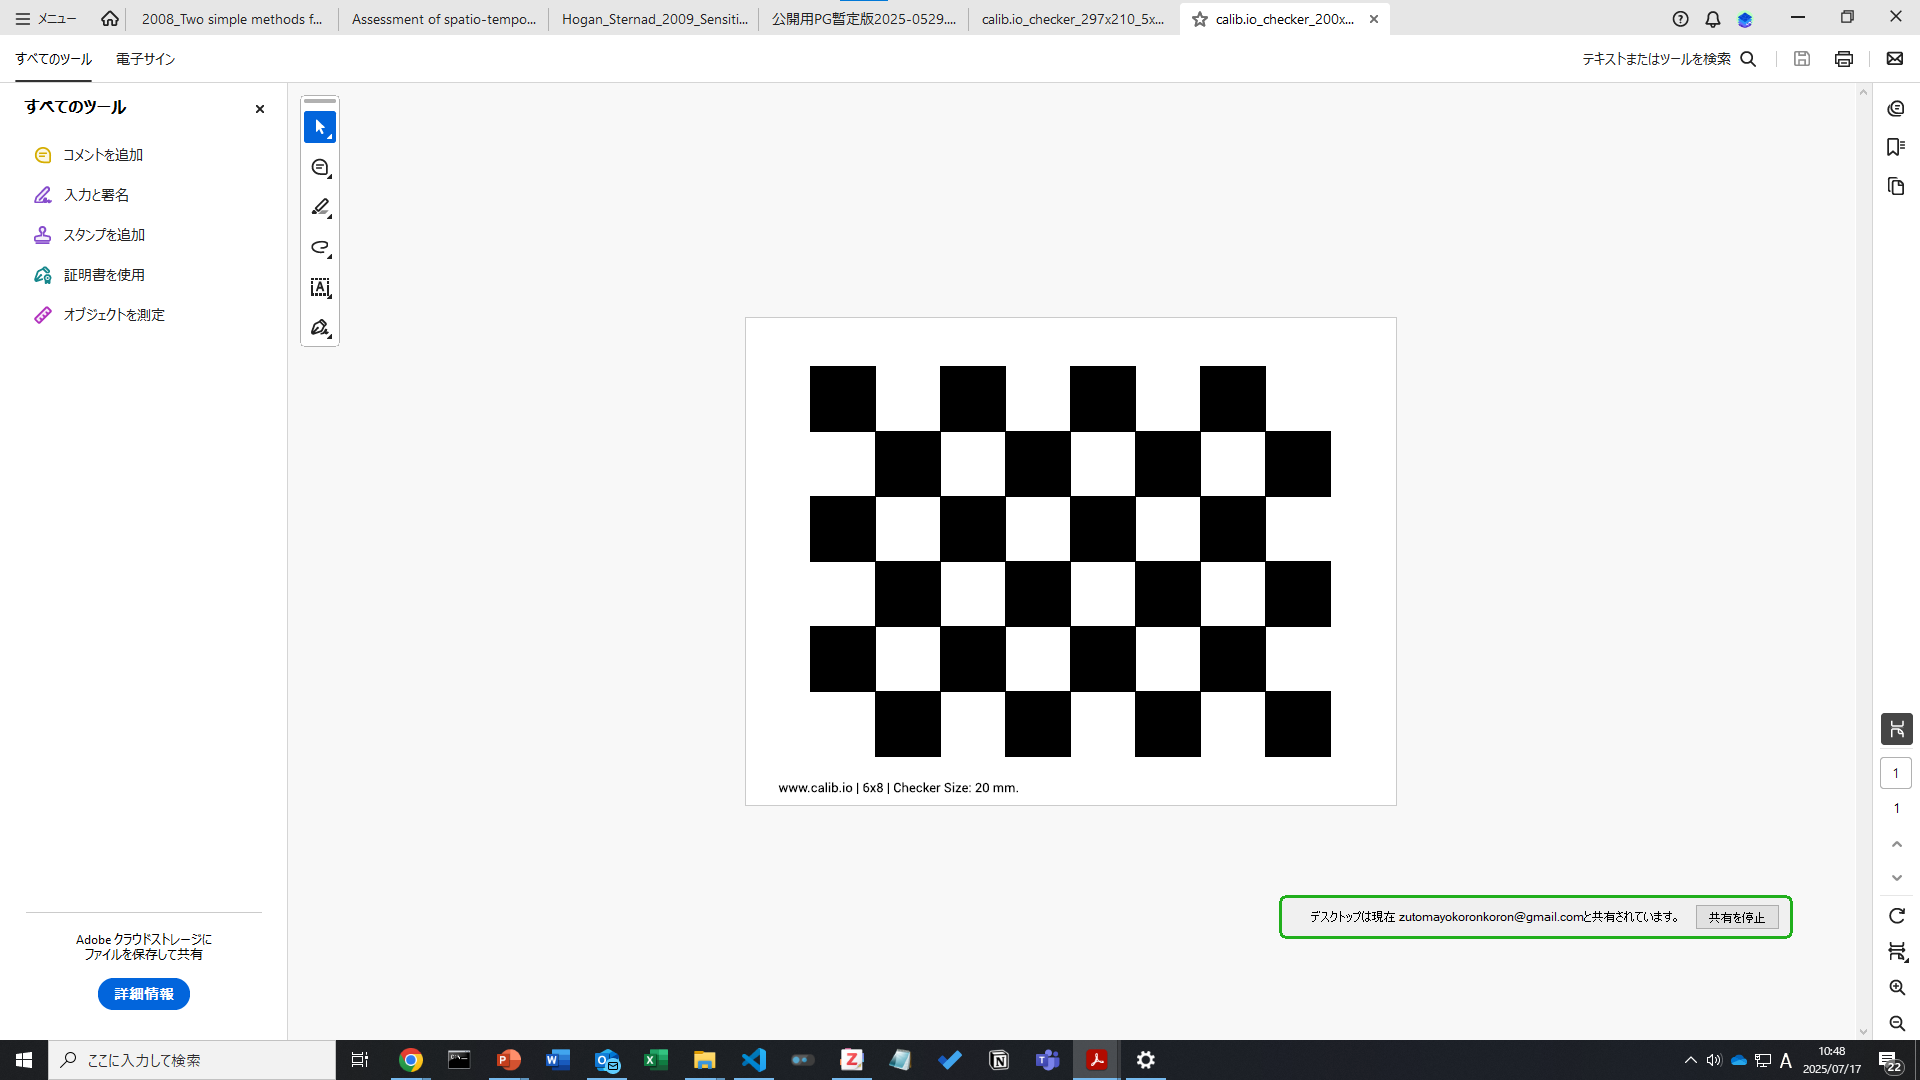 メニュー
2008_Two simple methods f...
Assessment of spatio-tempo...
Hogan_Sternad_2009_Sensiti...
公開用PG暫定版2025-0529....
calib.io_checker_297x210_5x...
calib.io_checker_200x...
すべてのツール
電子サイン
テキストまたはツールを検索
すべてのツール
コメントを追加
入力と署名
スタンプを追加
証明書を使用
オブジェクトを測定
www.calib.io | 6x8 | Checker Size: 20 mm.
1
1
デスクトップは現在 zutomayokoronkoron@gmail.comと共有されています。
共有を停止
Adobe クラウドストレージに
ファイルを保存して共有
詳細情報
ここに入力して検索
A
10:48
2025/07/17
22